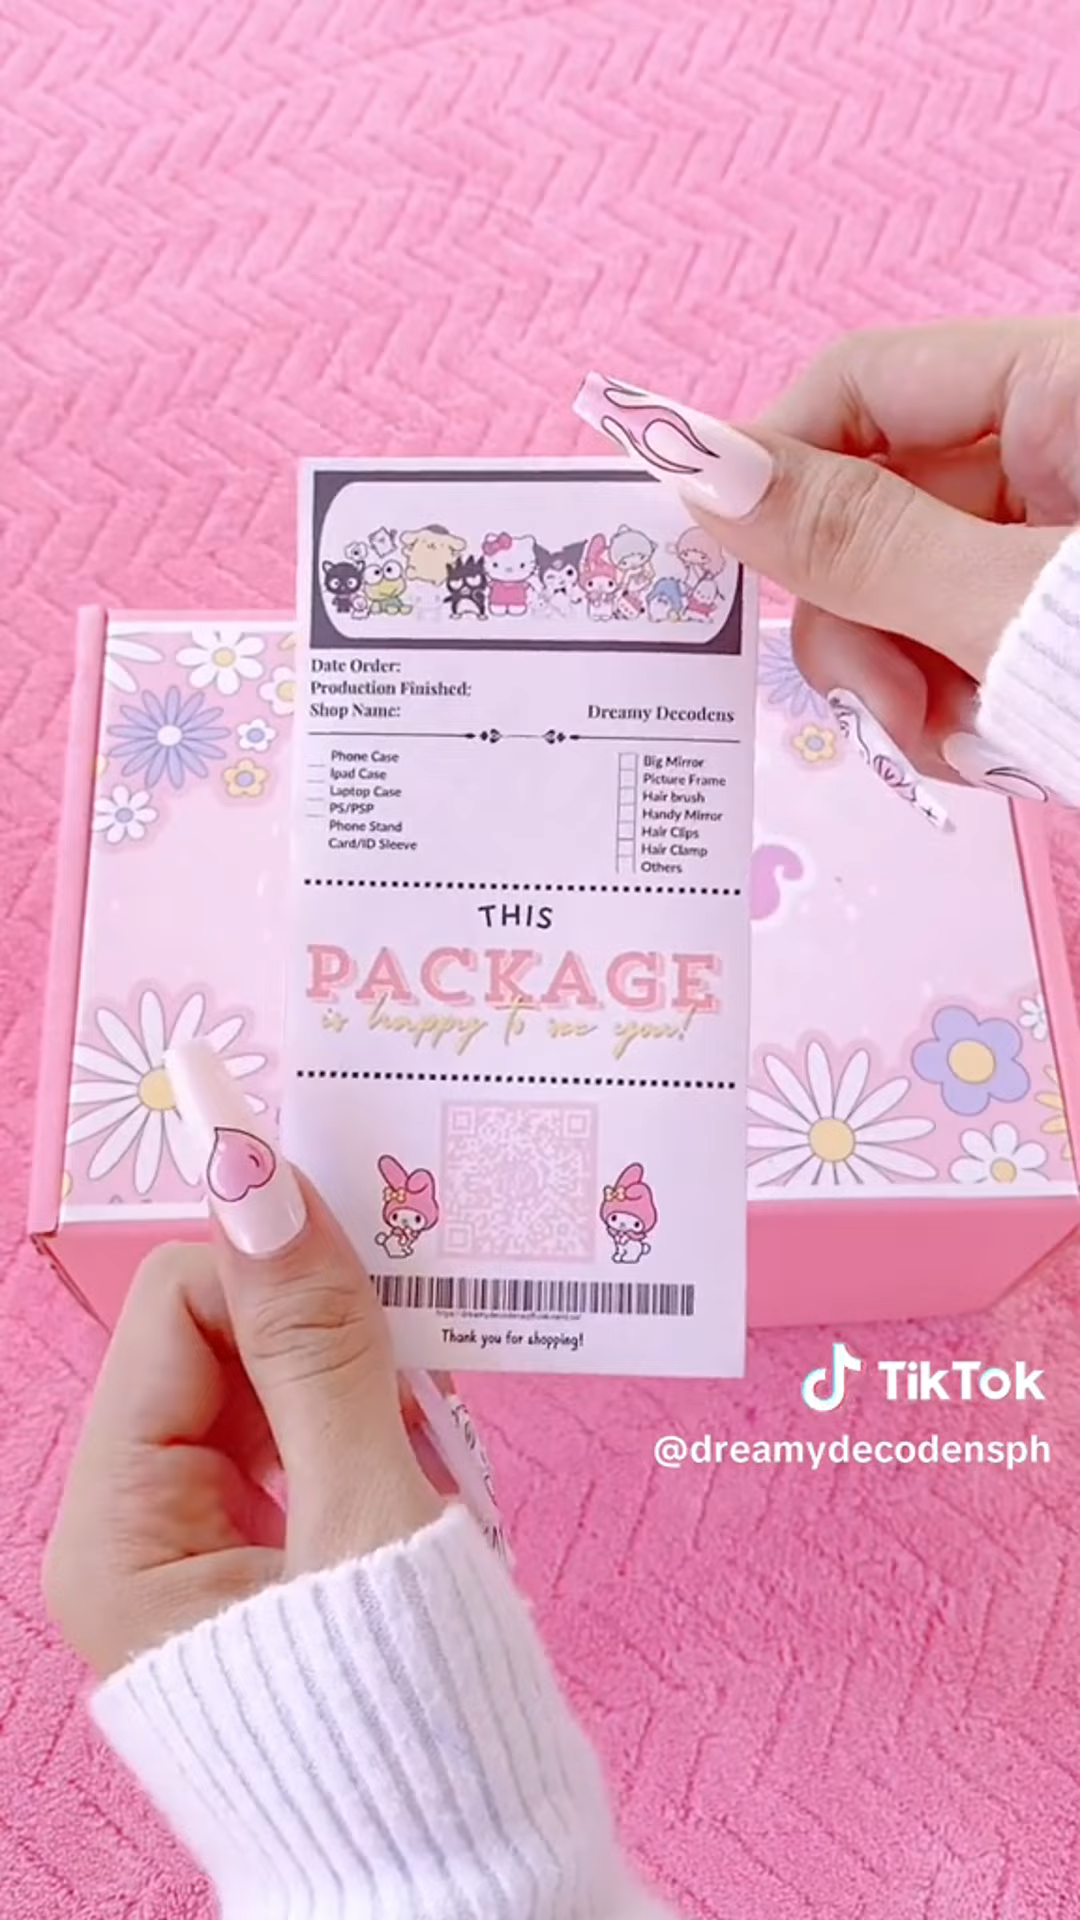 Date Order:
Production Finished:
Shop Name: Dreamy Decodens
Phone Case
Ipad Case
Laptop Case
PS/PSP
Phone Stand
Card/ID Sleeve
Big Mirror
Picture Frame
Hair brush
Handy Mirror
Hair Clips
Hair Clamp
Others
THIS
PACKAGE
is happy to see you!
Thank you for shopping!
TikTok
@dreamydecodensph